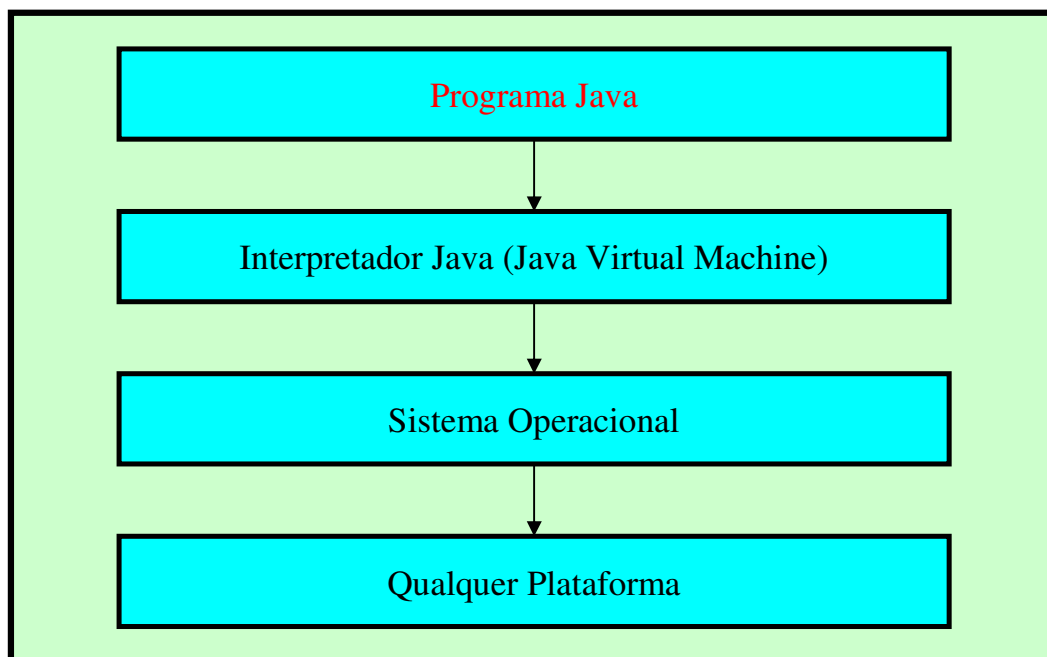 Programa Java
Interpretador Java (Java Virtual Machine)
Sistema Operacional
Qualquer Plataforma